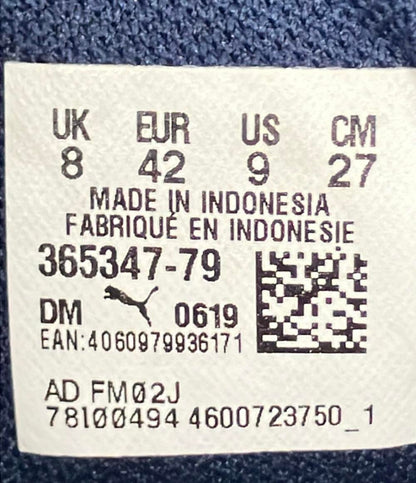 UK EUR US CM
8 42 9 27
MADE IN INDONESIA
FABRIQUÉ EN INDONESIE
365347-79
DM 0619
EAN:4060979936171
AD FM02J
78100494 4600723750_1